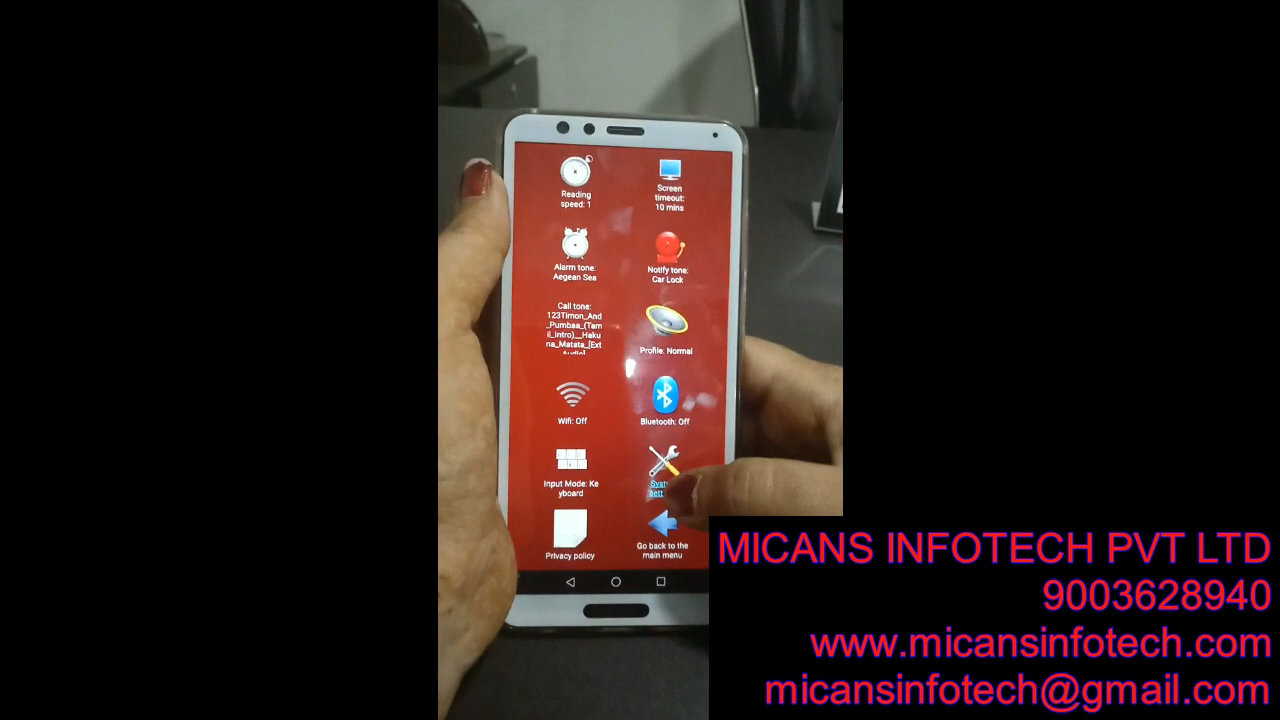 Reading
speed: 1
Screen
timeout:
10 mins
Alarm tone:
Aegean Sea
Notify tone:
Car Lock
Call tone:
123Timon_And
_Pumbaa_(Tam
il_Intro)__Haku
na_Matata_[Ext
Audio]
Profile: Normal
Wifi: Off
Bluetooth: Off
Input Mode: Ke
yboard
Privacy policy
Go back to the
main menu
MICANS INFOTECH PVT LTD
9003628940
www.micansinfotech.com
micansinfotech@gmail.com